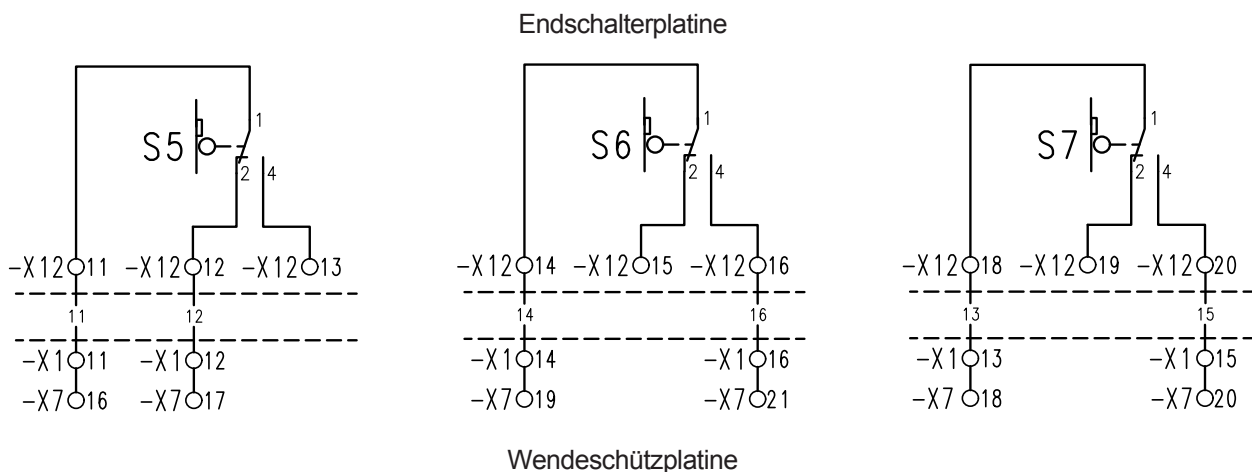 Endschalterplatine
1 1 1
S5 S6 S7
2 4 2 4 2 4
-X12 11 -X12 12 -X12 13 -X12 14 -X12 15 -X12 16 -X12 18 -X12 19 -X12 20
11 12 14 16 13 15
-X1 11 -X1 12 -X1 14 -X1 16 -X1 13 -X1 15
-X7 16 -X7 17 -X7 19 -X7 21 -X7 18 -X7 20
Wendeschützplatine